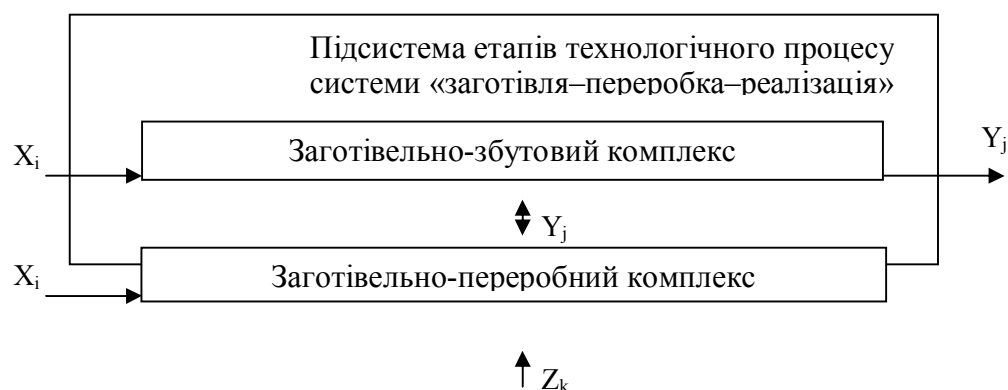 Підсистема етапів технологічного процесу
системи «заготівля–переробка–реалізація»
Xi
Заготівельно-збутовий комплекс
Yj
Yj
Xi
Заготівельно-переробний комплекс
Zk